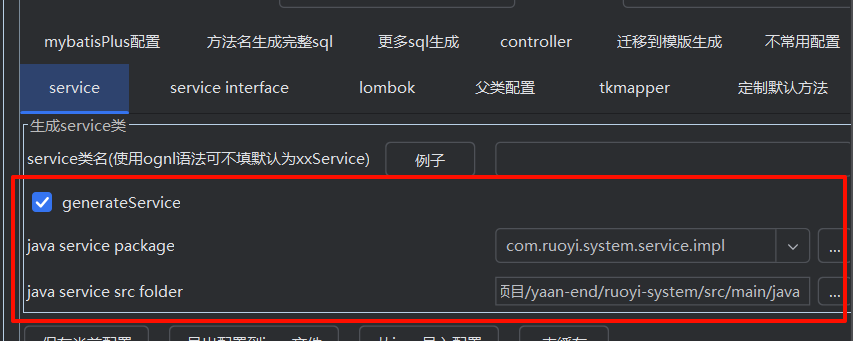 mybatisPlus配置 方法名生成完整sql 更多sql生成 controller 迁移到模版生成 不常用配置
service service interface lombok 父类配置 tkmapper 定制默认方法
生成service类
service类名(使用ognl语法可不填默认为xxService) 例子
generateService
java service package com.ruoyi.system.service.impl ...
java service src folder 项目/yaan-end/ruoyi-system/src/main/java ...